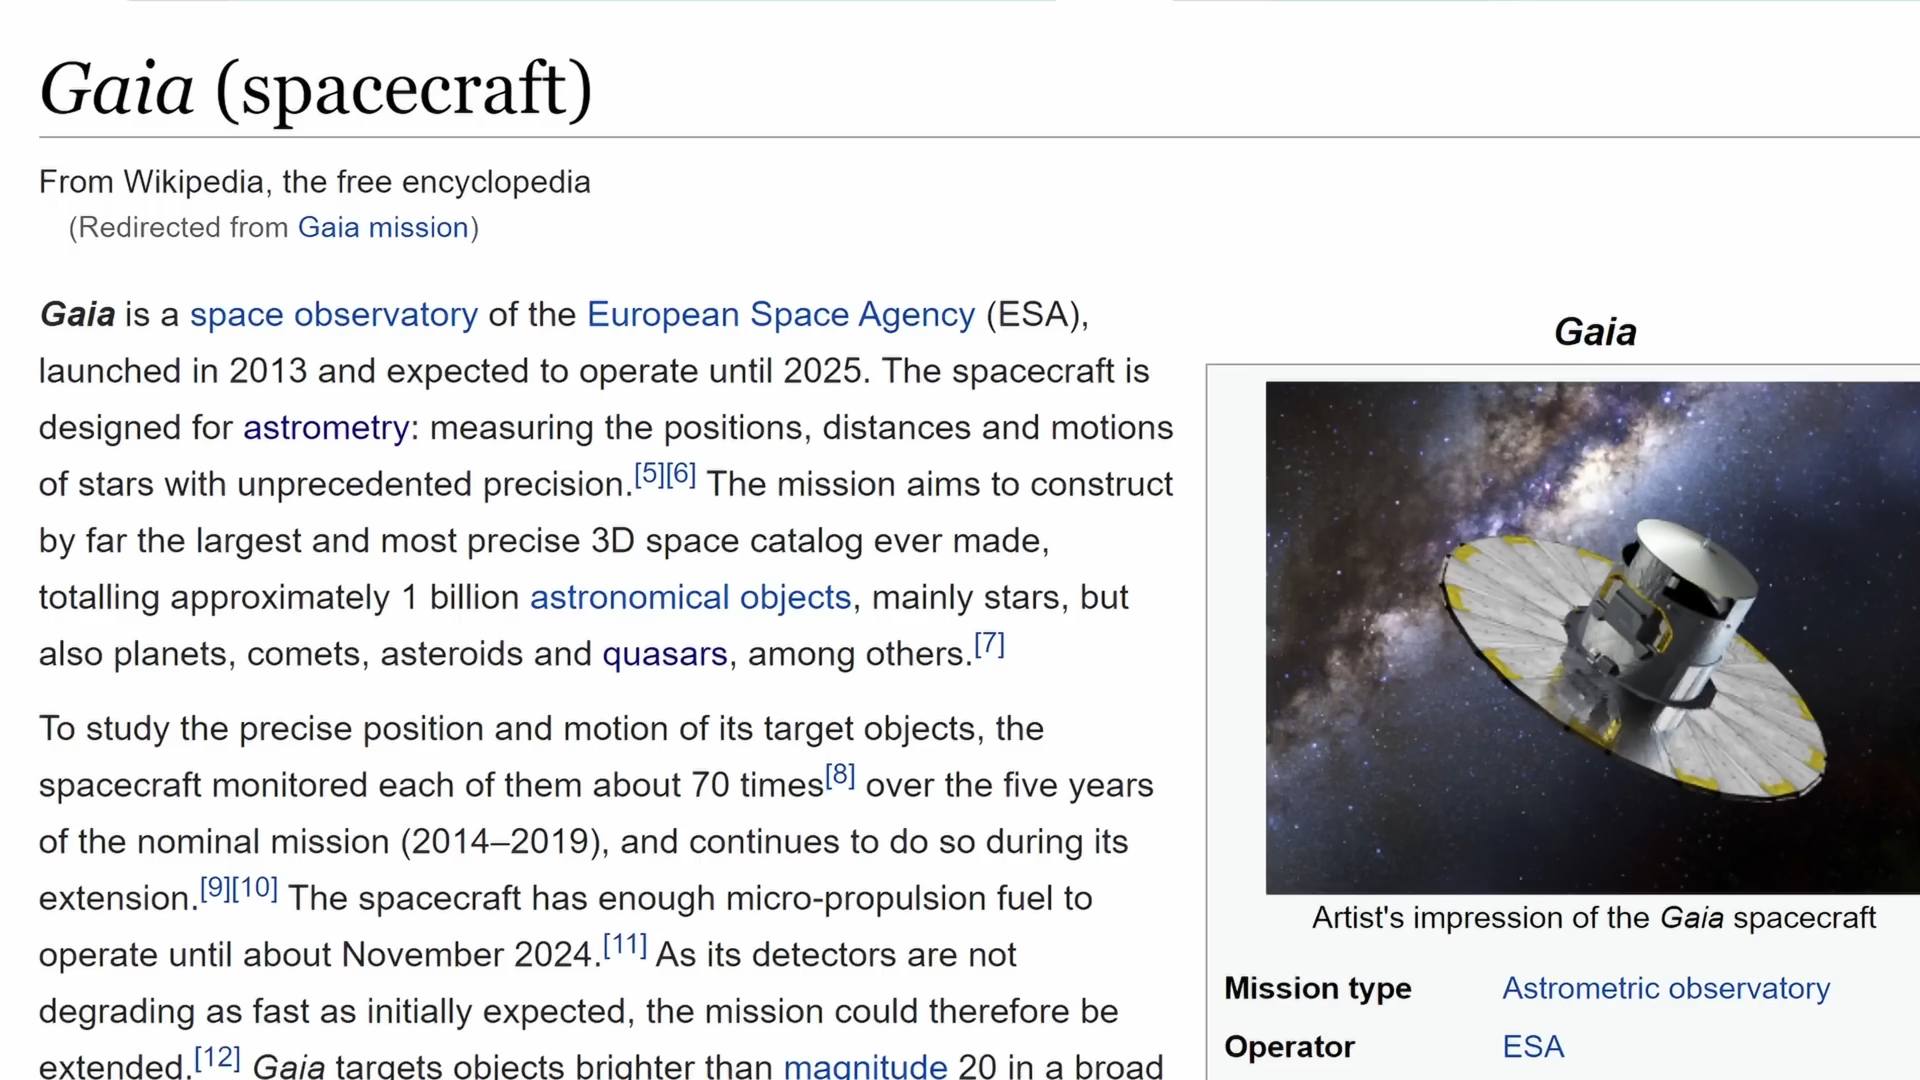 Gaia (spacecraft)
From Wikipedia, the free encyclopedia
(Redirected from Gaia mission)
Gaia is a space observatory of the European Space Agency (ESA),
launched in 2013 and expected to operate until 2025. The spacecraft is
designed for astrometry: measuring the positions, distances and motions
of stars with unprecedented precision.[5][6] The mission aims to construct
by far the largest and most precise 3D space catalog ever made,
totalling approximately 1 billion astronomical objects, mainly stars, but
also planets, comets, asteroids and quasars, among others.[7]
To study the precise position and motion of its target objects, the
spacecraft monitored each of them about 70 times[8] over the five years
of the nominal mission (2014–2019), and continues to do so during its
extension.[9][10] The spacecraft has enough micro-propulsion fuel to
operate until about November 2024.[11] As its detectors are not
degrading as fast as initially expected, the mission could therefore be
extended.[12] Gaia targets objects brighter than magnitude 20 in a broad
Gaia
Artist's impression of the Gaia spacecraft
Mission type Astrometric observatory
Operator ESA